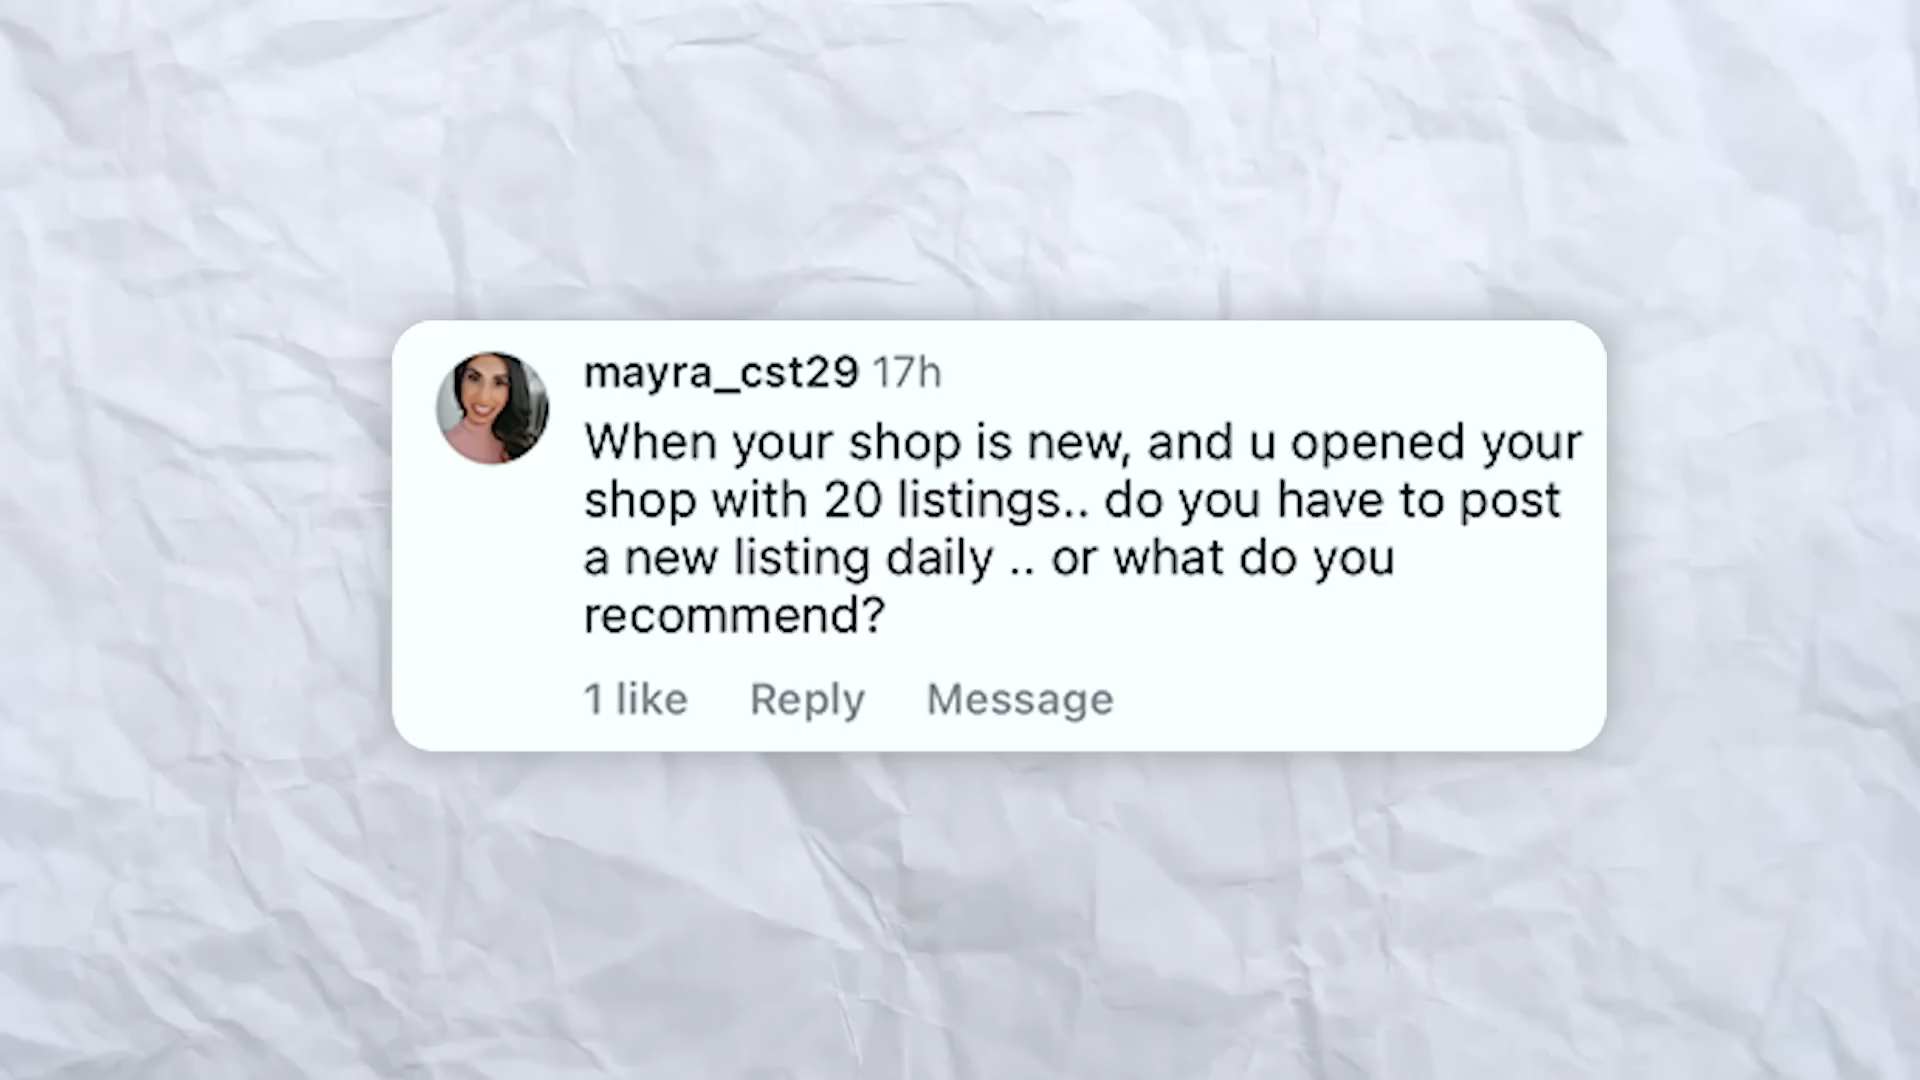 mayra_cst29 17h
When your shop is new, and u opened your
shop with 20 listings.. do you have to post
a new listing daily .. or what do you
recommend?
1 like Reply Message